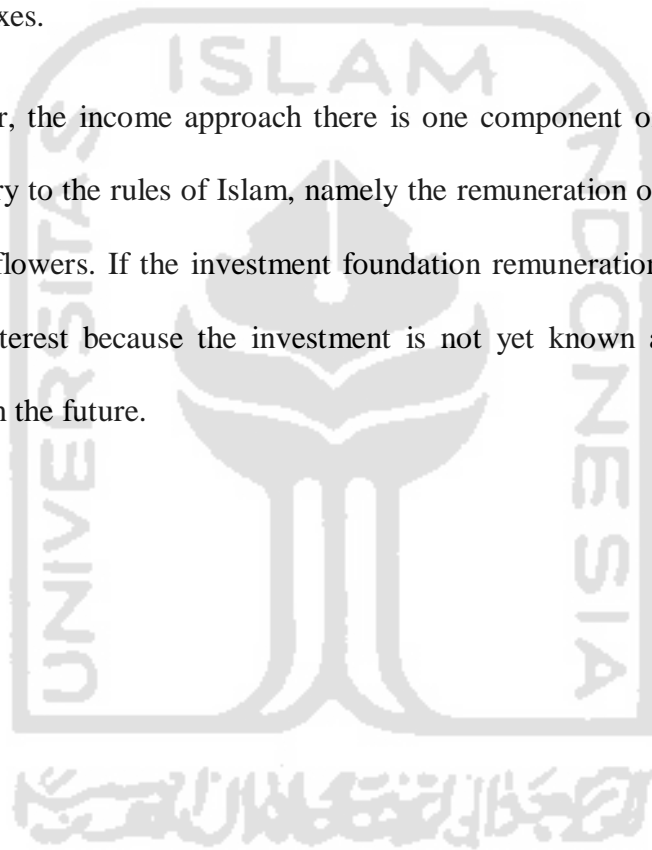 xes.
ISLAM
r, the income approach there is one component o
ry to the rules of Islam, namely the remuneration o
flowers. If the investment foundation remuneration
terest because the investment is not yet known a
n the future.
UNIVERSITAS
INDONESIA